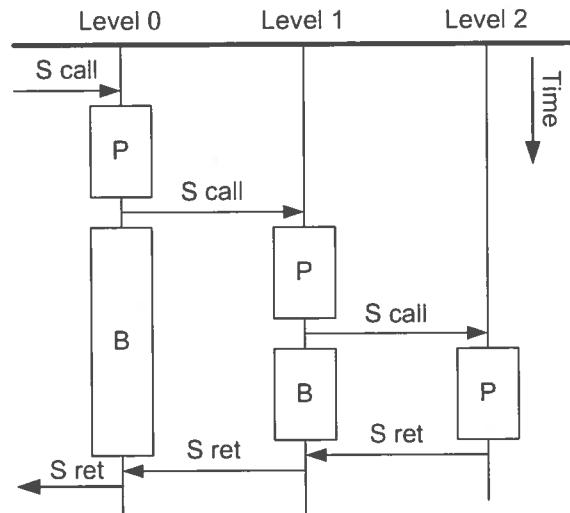 Level 0 Level 1 Level 2
S call
Time
P
S call
P
S call
B
B
P
S ret
S ret
S ret